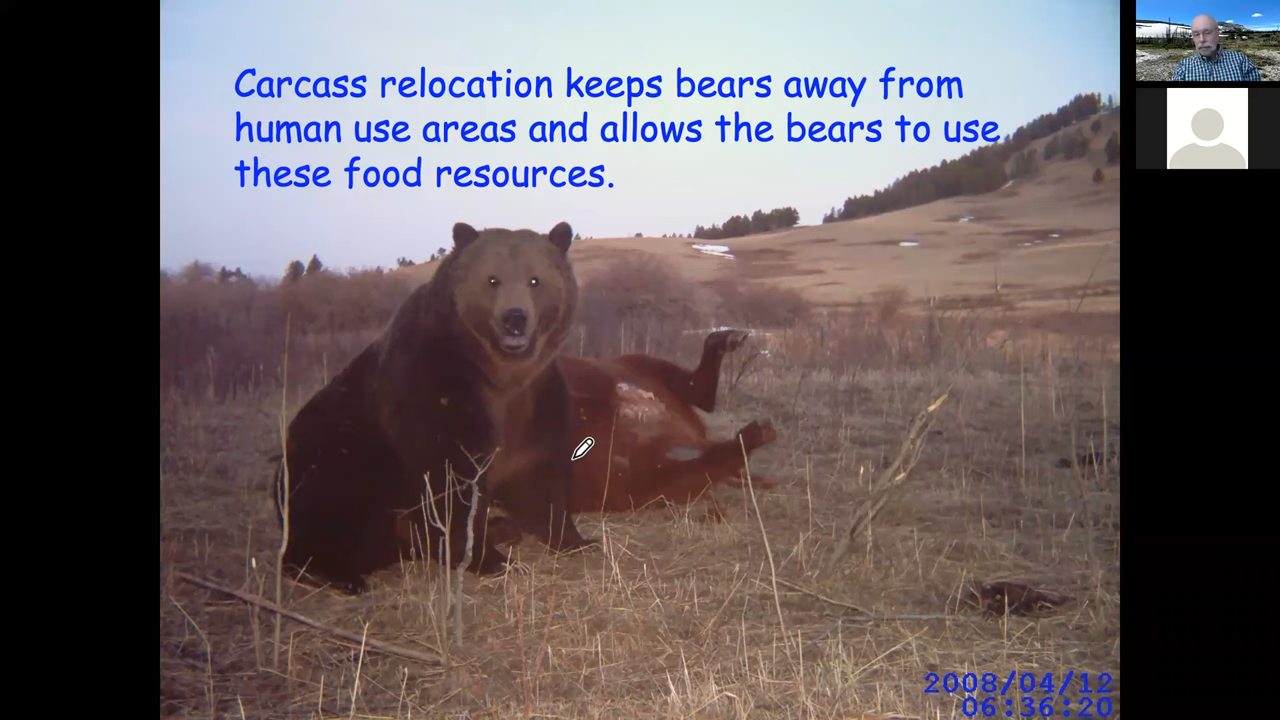 Carcass relocation keeps bears away from
human use areas and allows the bears to use
these food resources.
2008/04/12
06:36:20